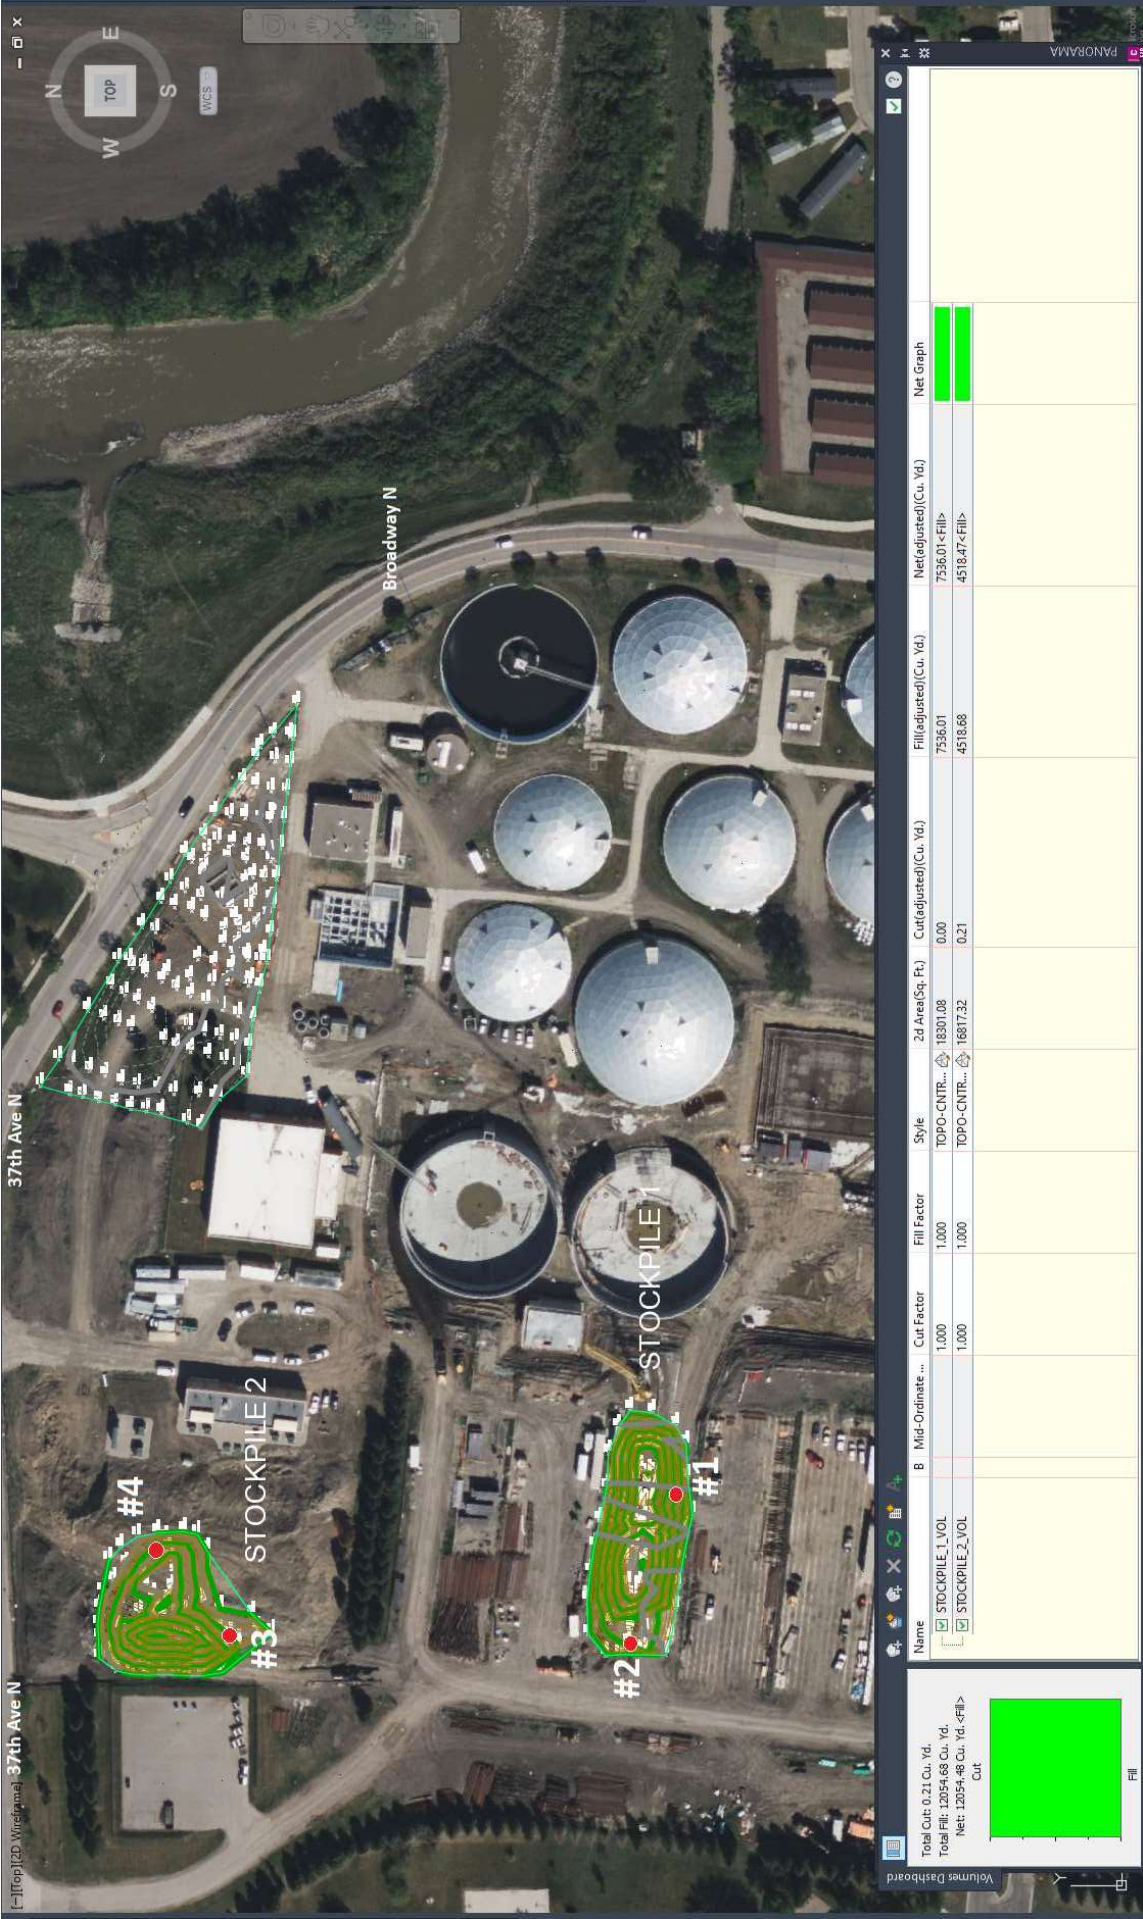 [−][Top][2D Wireframe]
37th Ave N
37th Ave N
N
W
TOP
E
S
WCS
#4
#3
STOCKPILE 2
Broadway N
#2
#1
STOCKPILE 1
PANORAMA
Volumes Dashboard
Total Cut: 0.21 Cu. Yd.
Total Fill: 12054.68 Cu. Yd.
Net: 12054.48 Cu. Yd. <Fill>
Cut
Fill
Name B Mid-Ordinate ... Cut Factor Fill Factor Style 2d Area(Sq. Ft.) Cut(adjusted)(Cu. Yd.) Fill(adjusted)(Cu. Yd.) Net(adjusted)(Cu. Yd.) Net Graph
STOCKPILE_1_VOL 1.000 1.000 TOPO-CNTR... 18301.08 0.00 7536.01 7536.01<Fill>
STOCKPILE_2_VOL 1.000 1.000 TOPO-CNTR... 16817.32 0.21 4518.68 4518.47<Fill>
Y